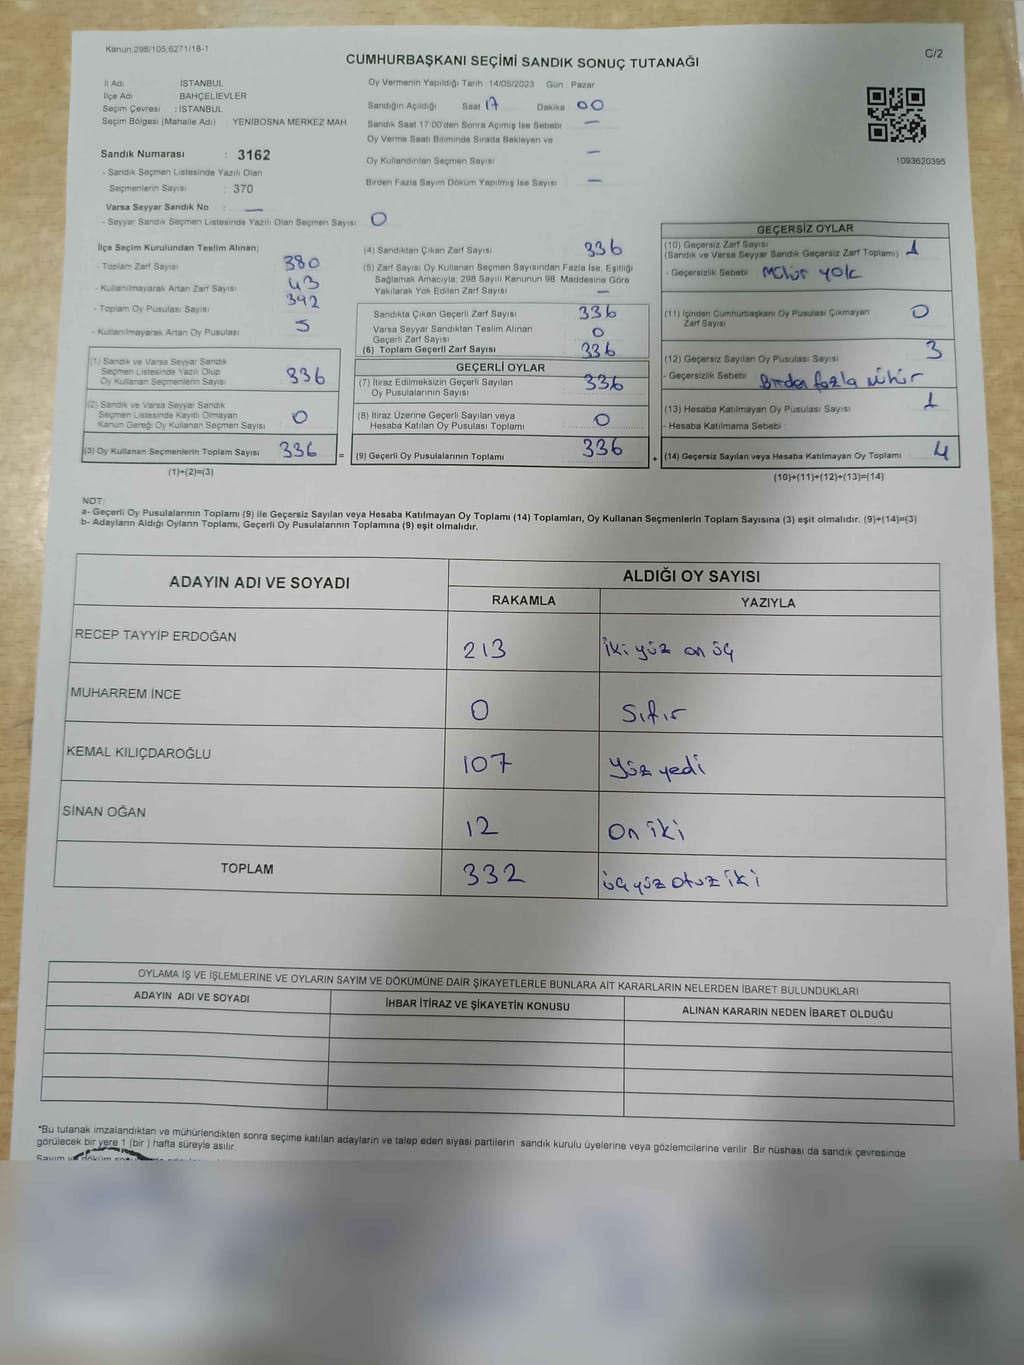 Kanun:298/105,6271/18-1
C/2
CUMHURBAŞKANI SEÇİMİ SANDIK SONUÇ TUTANAĞI
İl Adı : İSTANBUL
İlçe Adı : BAHÇELİEVLER
Seçim Çevresi : İSTANBUL
Seçim Bölgesi (Mahalle Adı) : YENİBOSNA MERKEZ MAH.
Oy Vermenin Yapıldığı Tarih :14/05/2023 Gün : Pazar
Sandığın Açıldığı Saat 17 Dakika 00
Sandık Saat 17:00'den Sonra Açımış İse Sebebi —
Oy Verme Saati Bitiminde Sırada Bekleyen ve
Oy Kullandırılan Seçmen Sayısı —
Birden Fazla Sayım Döküm Yapılmış İse Sayısı —
1093620395
Sandık Numarası : 3162
- Sandık Seçmen Listesinde Yazılı Olan
Seçmenlerin Sayısı : 370
Varsa Seyyar Sandık No : —
- Seyyar Sandık Seçmen Listesinde Yazılı Olan Seçmen Sayısı: 0
İlçe Seçim Kurulundan Teslim Alınan;
- Toplam Zarf Sayısı 380
- Kullanılmayarak Artan Zarf Sayısı 43
- Toplam Oy Pusulası Sayısı 342
- Kullanılmayarak Artan Oy Pusulası 5
(1) Sandık ve Varsa Seyyar Sandık
Seçmen Listesinde Yazılı Olup
Oy Kullanan Seçmenlerin Sayısı 336
(2) Sandık ve Varsa Seyyar Sandık
Seçmen Listesinde Kayıtlı Olmayan
Kanun Gereği Oy Kullanan Seçmen Sayısı 0
(3) Oy Kullanan Seçmenlerin Toplam Sayısı 336
(1)+(2)=(3)
(4) Sandıktan Çıkan Zarf Sayısı 336
(5) Zarf Sayısı Oy Kullanan Seçmen Sayısından Fazla İse, Eşitliği
Sağlamak Amacıyla; 298 Sayılı Kanunun 98. Maddesine Göre
Yakılarak Yok Edilen Zarf Sayısı —
Sandıkta Çıkan Geçerli Zarf Sayısı 336
Varsa Seyyar Sandıktan Teslim Alınan
Geçerli Zarf Sayısı 0
(6) Toplam Geçerli Zarf Sayısı 336
GEÇERLİ OYLAR
(7) İtiraz Edilmeksizin Geçerli Sayılan
Oy Pusulalarının Sayısı 336
(8) İtiraz Üzerine Geçerli Sayılan veya
Hesaba Katılan Oy Pusulası Toplamı 0
= (9) Geçerli Oy Pusulalarının Toplamı 336 +
GEÇERSİZ OYLAR
(10) Geçersiz Zarf Sayısı
(Sandık ve Varsa Seyyar Sandık Geçersiz Zarf Toplamı) 1
- Geçersizlik Sebebi : Mühür yok
(11) İçinden Cumhurbaşkanı Oy Pusulası Çıkmayan
Zarf Sayısı 0
(12) Geçersiz Sayılan Oy Pusulası Sayısı 3
- Geçersizlik Sebebi : Birden fazla mühür
(13) Hesaba Katılmayan Oy Pusulası Sayısı 1
- Hesaba Katılmama Sebebi :
(14) Geçersiz Sayılan veya Hesaba Katılmayan Oy Toplamı 4
(10)+(11)+(12)+(13)=(14)
NOT:
a- Geçerli Oy Pusulalarının Toplamı (9) ile Geçersiz Sayılan veya Hesaba Katılmayan Oy Toplamı (14) Toplamları, Oy Kullanan Seçmenlerin Toplam Sayısına (3) eşit olmalıdır. (9)+(14)=(3)
b- Adayların Aldığı Oyların Toplamı, Geçerli Oy Pusulalarının Toplamına (9) eşit olmalıdır.
ADAYIN ADI VE SOYADI
ALDIĞI OY SAYISI
RAKAMLA YAZIYLA
RECEP TAYYİP ERDOĞAN 213 iki yüz on üç
MUHARREM İNCE 0 Sıfır
KEMAL KILIÇDAROĞLU 107 Yüz yedi
SİNAN OĞAN 12 On iki
TOPLAM 332 üç yüz otuz iki
OYLAMA İŞ VE İŞLEMLERİNE VE OYLARIN SAYIM VE DÖKÜMÜNE DAİR ŞİKAYETLERLE BUNLARA AİT KARARLARIN NELERDEN İBARET BULUNDUKLARI
ADAYIN ADI VE SOYADI İHBAR İTİRAZ VE ŞİKAYETİN KONUSU ALINAN KARARIN NEDEN İBARET OLDUĞU
*Bu tutanak imzalandıktan ve mühürlendikten sonra seçime katılan adayların ve talep eden siyasi partilerin sandık kurulu üyelerine veya gözlemcilerine verilir. Bir nüshası da sandık çevresinde
görülecek bir yere 1 (bir ) hafta süreyle asılır.